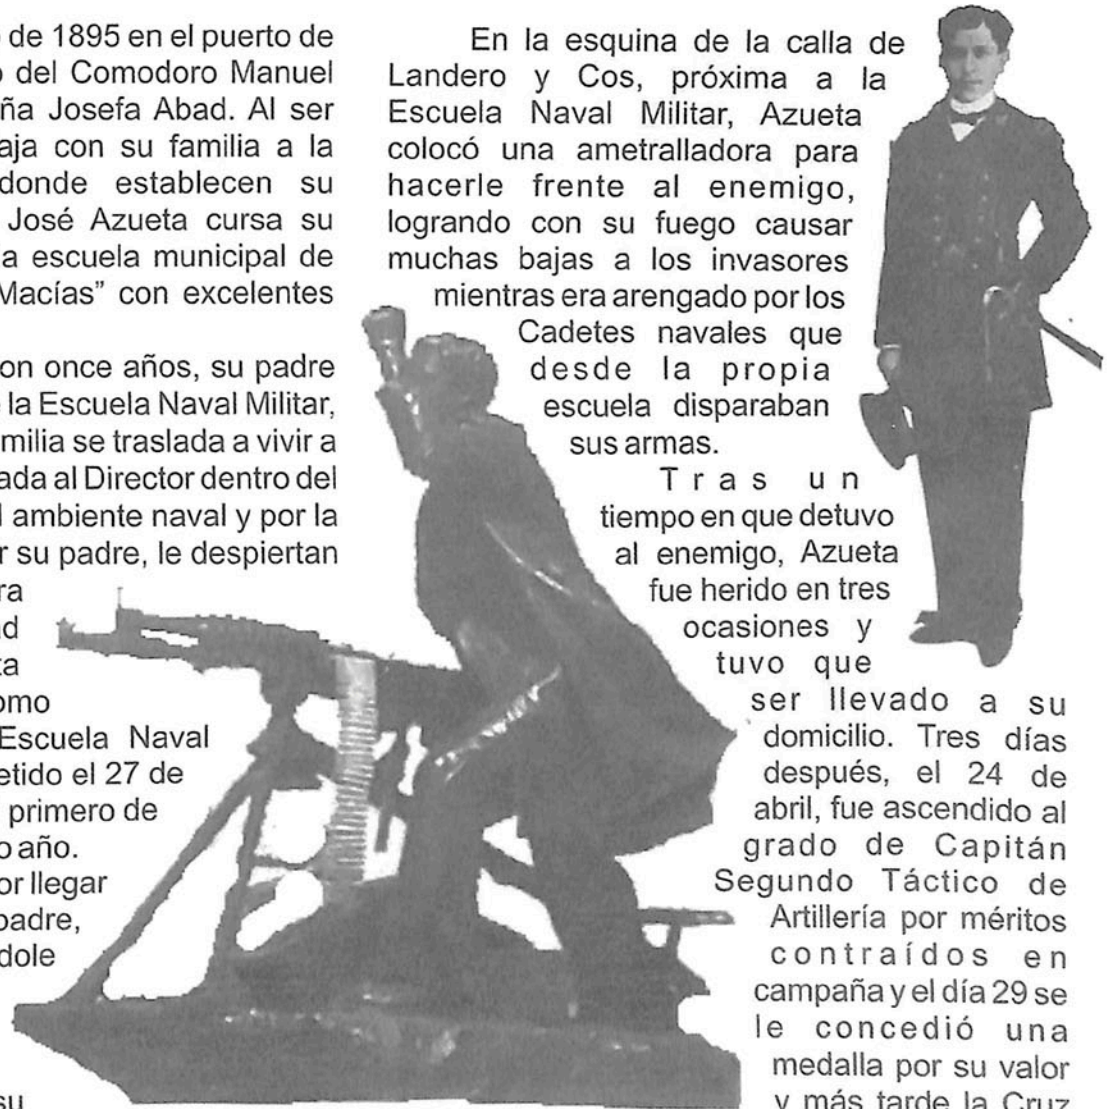 de 1895 en el puerto de
del Comodoro Manuel
ña Josefa Abad. Al ser
aja con su familia a la
donde establecen su
José Azueta cursa su
a escuela municipal de
Macías” con excelentes
on once años, su padre
la Escuela Naval Militar,
milia se traslada a vivir a
ada al Director dentro del
ambiente naval y por la
r su padre, le despiertan
ra
d
ta
omo
Escuela Naval
etido el 27 de
primero de
o año.
or llegar
padre,
dole
su
En la esquina de la calla de
Landero y Cos, próxima a la
Escuela Naval Militar, Azueta
colocó una ametralladora para
hacerle frente al enemigo,
logrando con su fuego causar
muchas bajas a los invasores
mientras era arengado por los
Cadetes navales que
desde la propia
escuela disparaban
sus armas.
Tras un
tiempo en que detuvo
al enemigo, Azueta
fue herido en tres
ocasiones y
tuvo que
ser llevado a su
domicilio. Tres días
después, el 24 de
abril, fue ascendido al
grado de Capitán
Segundo Táctico de
Artillería por méritos
contraídos en
campaña y el día 29 se
le concedió una
medalla por su valor
y más tarde la Cruz